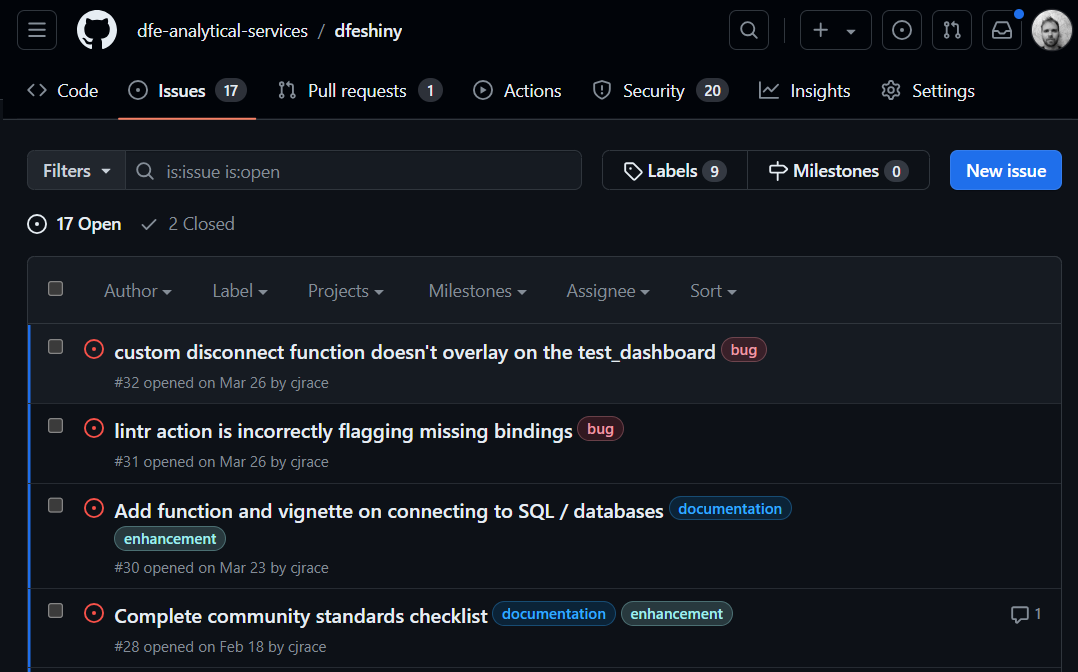 dfe-analytical-services / dfeshiny
Code Issues 17 Pull requests 1 Actions Security 20 Insights Settings
Filters is:issue is:open Labels 9 Milestones 0 New issue
17 Open 2 Closed
Author Label Projects Milestones Assignee Sort
custom disconnect function doesn't overlay on the test_dashboard bug
#32 opened on Mar 26 by cjrace
lintr action is incorrectly flagging missing bindings bug
#31 opened on Mar 26 by cjrace
Add function and vignette on connecting to SQL / databases documentation
enhancement
#30 opened on Mar 23 by cjrace
Complete community standards checklist documentation enhancement 1
#28 opened on Feb 18 by cjrace